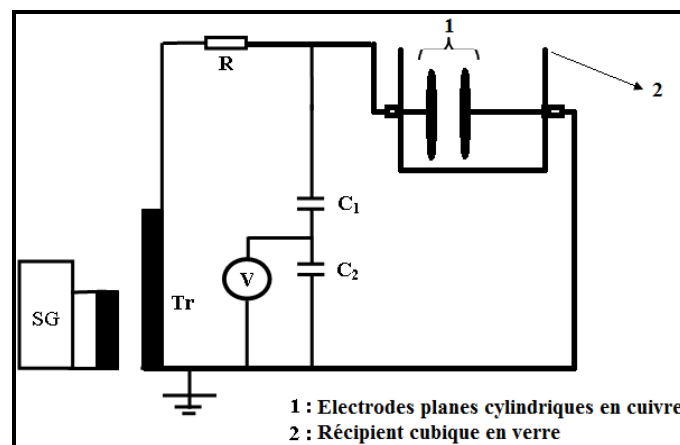 1
R
2
C1
V
C2
SG
Tr
1 : Electrodes planes cylindriques en cuivre
2 : Récipient cubique en verre